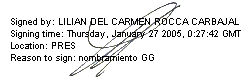 Signed by: LILIAN DEL CARMEN ROCCA CARBAJAL
Signing time: Thursday, January 27 2005, 0:27:42 GMT
Location: PRES
Reason to sign: nombramiento GG